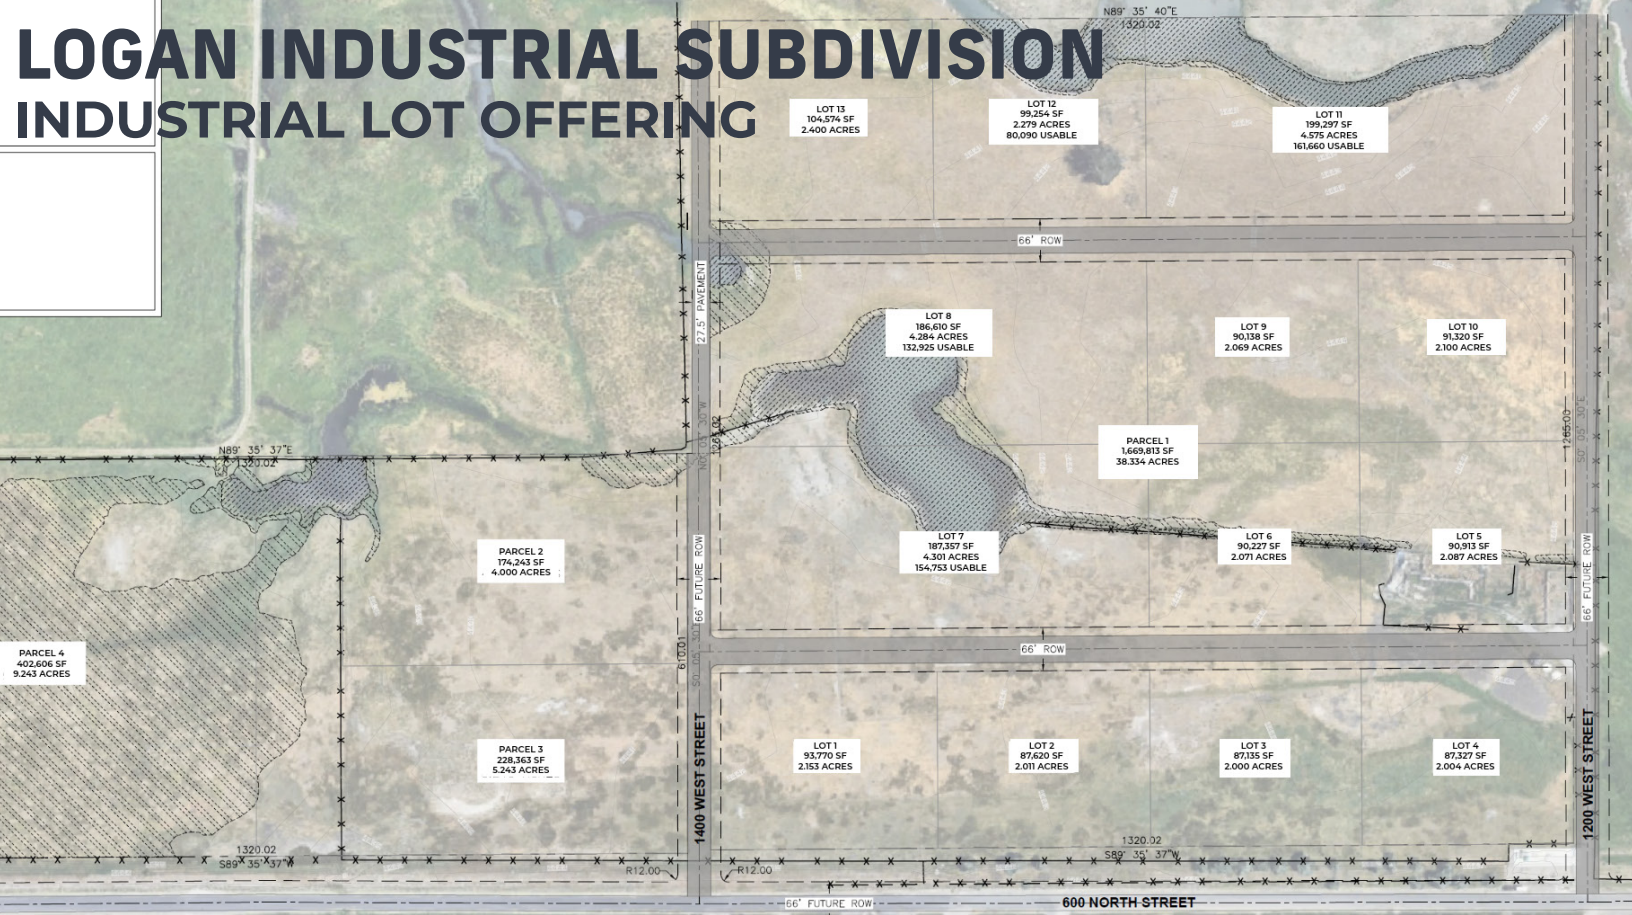 LOGAN INDUSTRIAL SUBDIVISION
INDUSTRIAL LOT OFFERING
N89° 35' 40"E
1320.02
LOT 13
104,574 SF
2.400 ACRES
LOT 12
99,254 SF
2.279 ACRES
80,090 USABLE
LOT 11
199,297 SF
4.575 ACRES
161,660 USABLE
66' ROW
27.5' PAVEMENT
LOT 8
186,610 SF
4.284 ACRES
132,925 USABLE
LOT 9
90,138 SF
2.069 ACRES
LOT 10
91,320 SF
2.100 ACRES
N89° 35' 37"E
1320.02
1265.00
PARCEL 1
1,669,813 SF
38.334 ACRES
LOT 7
187,357 SF
4.301 ACRES
154,753 USABLE
LOT 6
90,227 SF
2.071 ACRES
LOT 5
90,913 SF
2.087 ACRES
PARCEL 2
174,243 SF
4.000 ACRES
66' FUTURE ROW
66' FUTURE ROW
610.01
66' ROW
PARCEL 4
402,606 SF
9.243 ACRES
PARCEL 3
228,363 SF
5.243 ACRES
1400 WEST STREET
LOT 1
93,770 SF
2.153 ACRES
LOT 2
87,620 SF
2.011 ACRES
LOT 3
87,135 SF
2.000 ACRES
LOT 4
87,327 SF
2.004 ACRES
1200 WEST STREET
1320.02
S89° 35' 37"W
R12.00
R12.00
1320.02
S89° 35' 37"W
66' FUTURE ROW
600 NORTH STREET